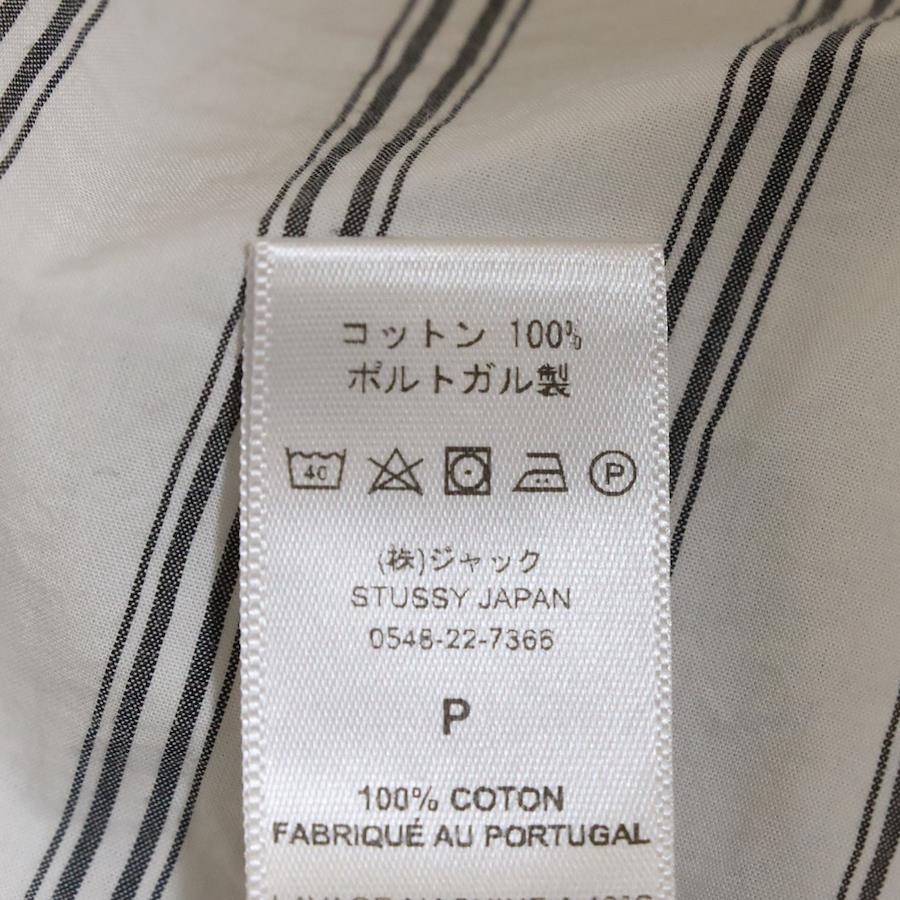 コットン 100%
ポルトガル製
40 P
(株)ジャック
STUSSY JAPAN
0548-22-7366
P
100% COTON
FABRIQUÉ AU PORTUGAL